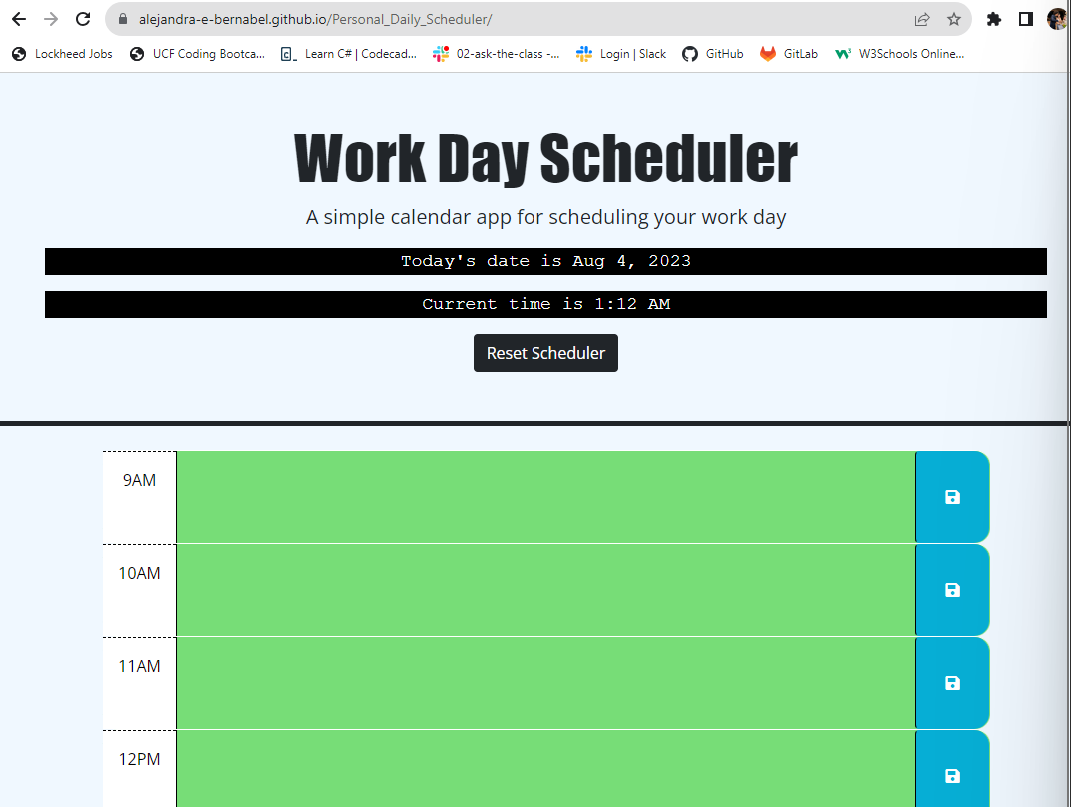 alejandra-e-bernabel.github.io/Personal_Daily_Scheduler/
Lockheed Jobs UCF Coding Bootca... Learn C# | Codecad... 02-ask-the-class -... Login | Slack GitHub GitLab W3Schools Online...
Work Day Scheduler
A simple calendar app for scheduling your work day
Today's date is Aug 4, 2023
Current time is 1:12 AM
Reset Scheduler
9AM
10AM
11AM
12PM